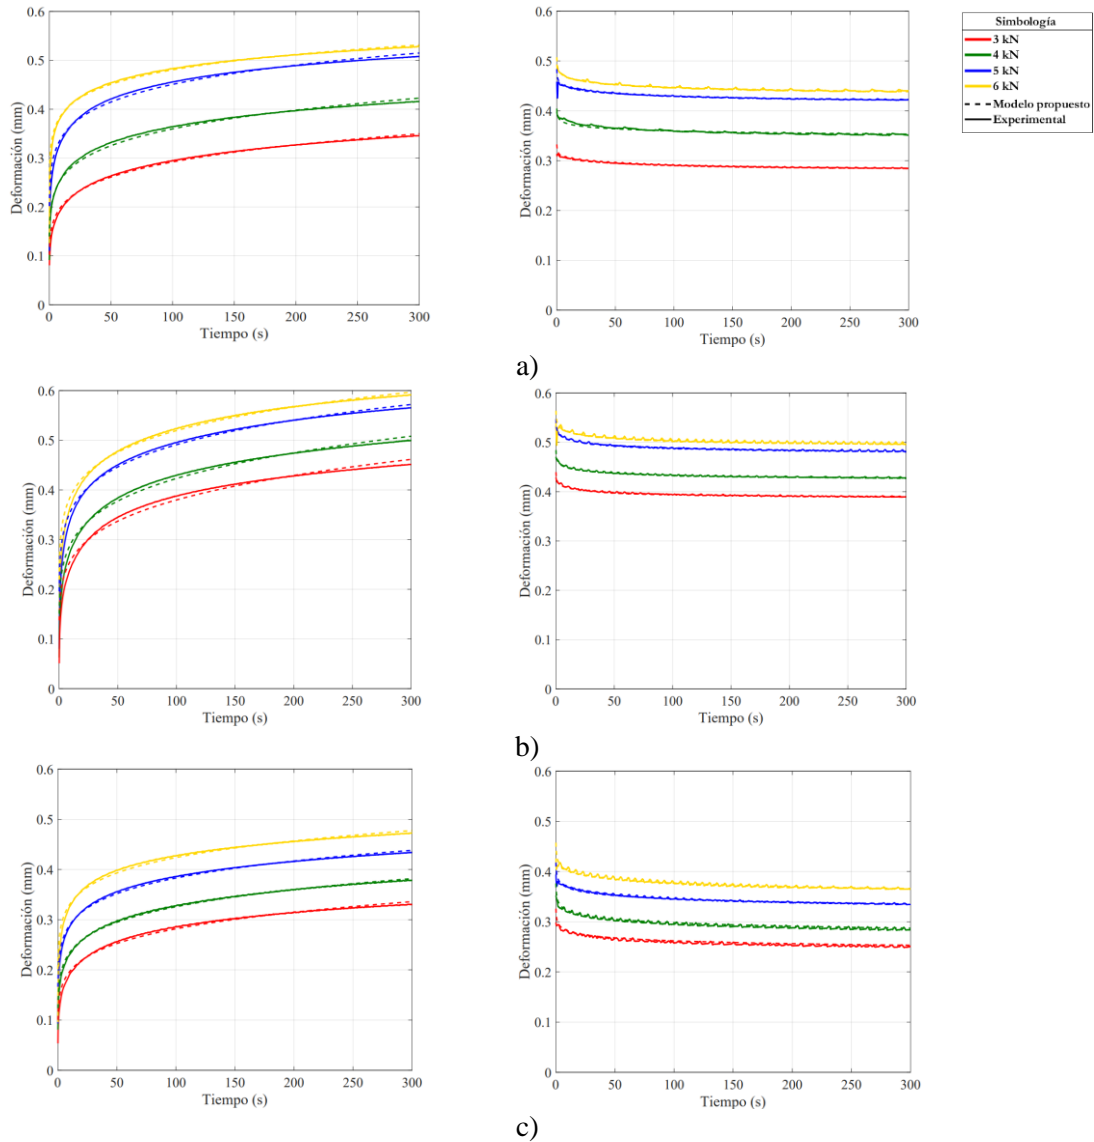 0.6
0.5
0.4
0.3
0.2
0.1
0
Deformación (mm)
0 50 100 150 200 250 300
Tiempo (s)
0.6
0.5
0.4
0.3
0.2
0.1
0
Deformación (mm)
0 50 100 150 200 250 300
Tiempo (s)
Simbología
3 kN
4 kN
5 kN
6 kN
Modelo propuesto
Experimental
a)
0.6
0.5
0.4
0.3
0.2
0.1
0
Deformación (mm)
0 50 100 150 200 250 300
Tiempo (s)
0.6
0.5
0.4
0.3
0.2
0.1
0
Deformación (mm)
0 50 100 150 200 250 300
Tiempo (s)
b)
0.6
0.5
0.4
0.3
0.2
0.1
0
Deformación (mm)
0 50 100 150 200 250 300
Tiempo (s)
0.6
0.5
0.4
0.3
0.2
0.1
0
Deformación (mm)
0 50 100 150 200 250 300
Tiempo (s)
c)